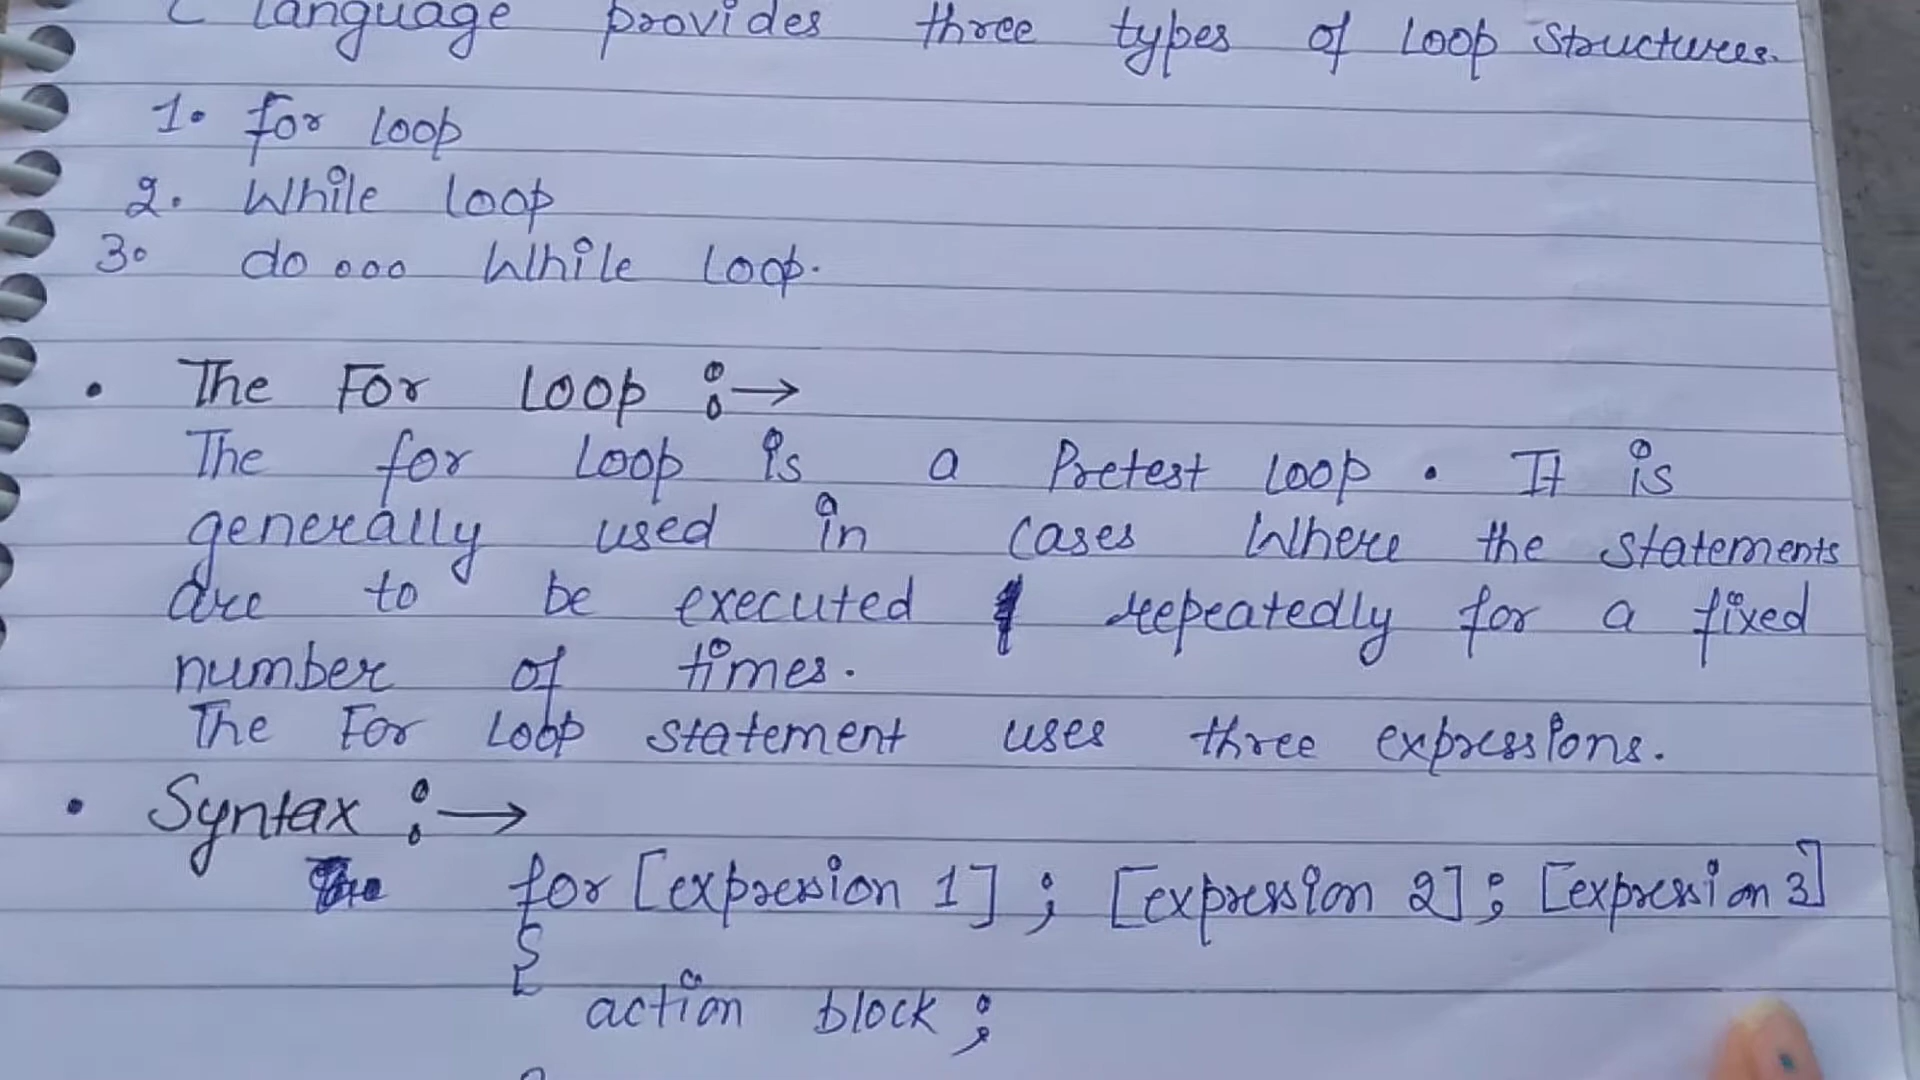 C language provides three types of loop structures.
1. for loop
2. While loop
3. do ... While loop.
• The For Loop :→
The for loop is a Pretest loop. It is
generally used in cases Where the statements
are to be executed repeatedly for a fixed
number of times.
The For Loop statement uses three expressions.
• Syntax :→
for [expression 1] ; [expression 2] ; [expression 3]
{
action block ;